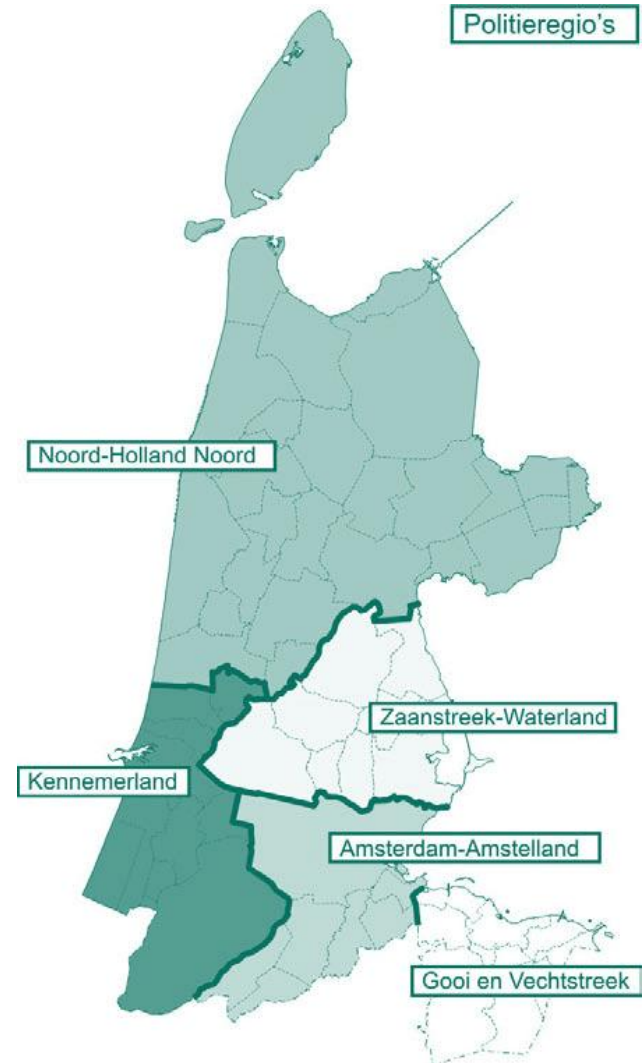 Politieregio's
Noord-Holland Noord
Zaanstreek-Waterland
Kennemerland
Amsterdam-Amstelland
Gooi en Vechtstreek